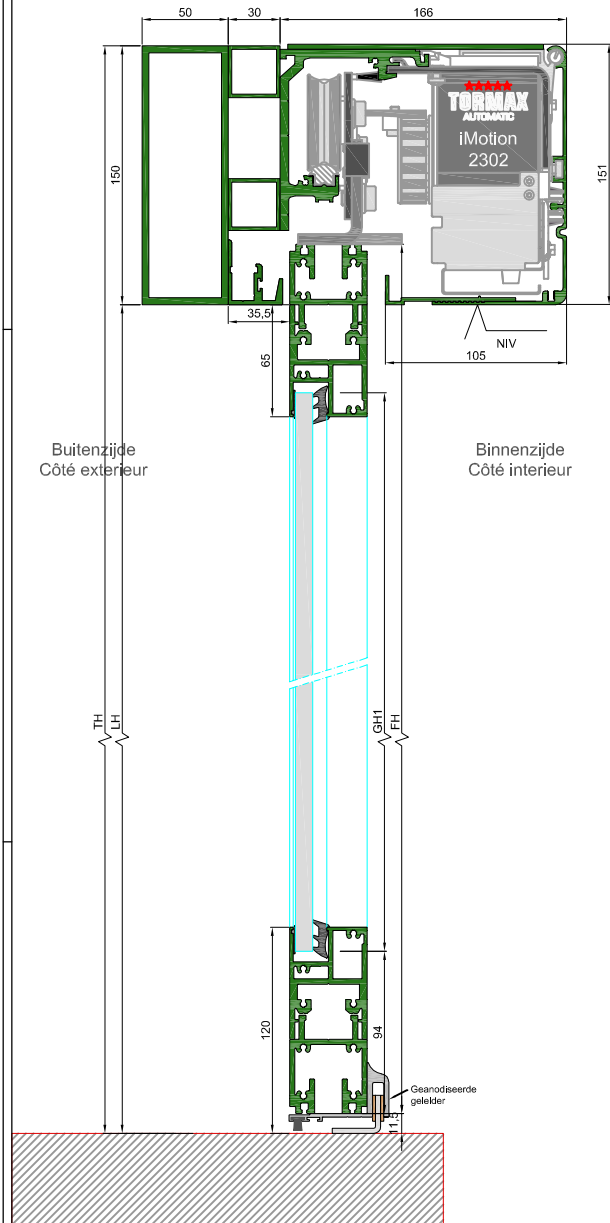 50
30
166
TORMAX
AUTOMATIC
iMotion
2302
150
151
35,5
65
NIV
105
Buitenzijde
Côté exterieur
Binnenzijde
Côté interieur
TH
LH
GH1
FH
120
94
Geanodiseerde
geleider
11,5